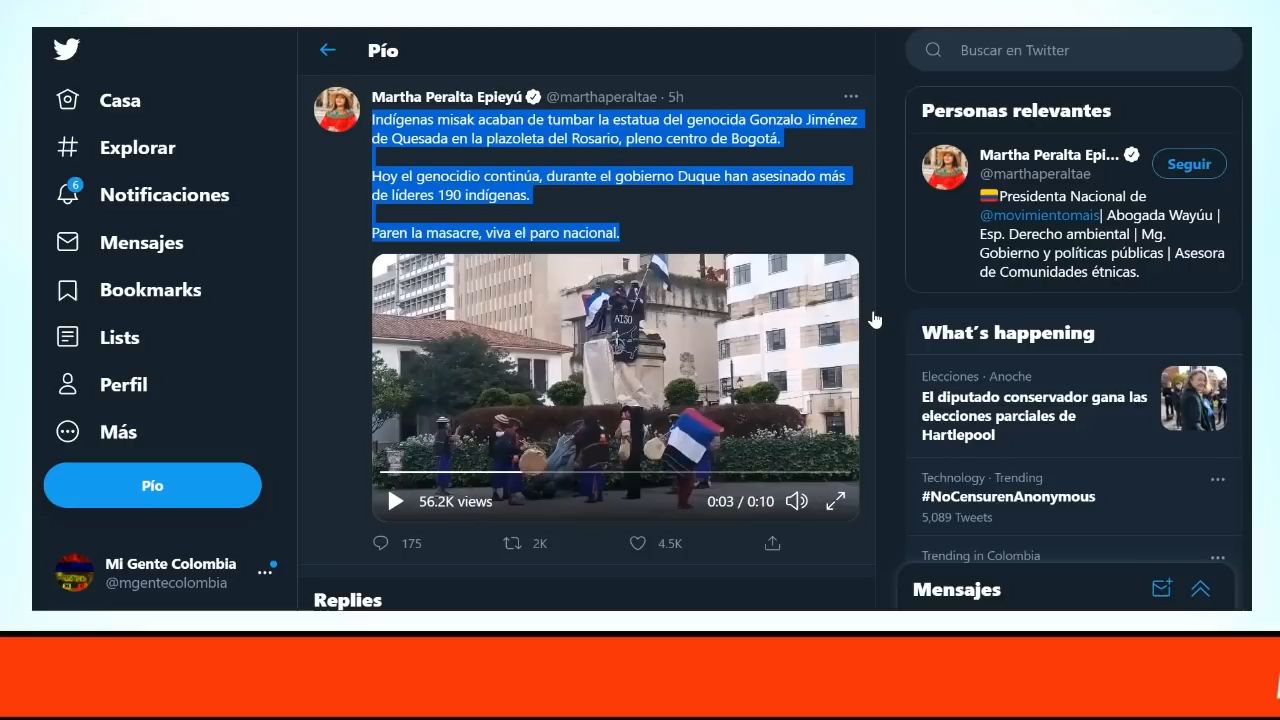 Casa
Explorar
6
Notificaciones
Mensajes
Bookmarks
Lists
Perfil
Más
Pío
Mi Gente Colombia
@mgentecolombia
Pío
Martha Peralta Epieyú @marthaperaltae · 5h
Indígenas misak acaban de tumbar la estatua del genocida Gonzalo Jiménez
de Quesada en la plazoleta del Rosario, pleno centro de Bogotá.
Hoy el genocidio continúa, durante el gobierno Duque han asesinado más
de líderes 190 indígenas.
Paren la masacre, viva el paro nacional.
AISO
56.2K views
0:03 / 0:10
175
2K
4.5K
Replies
Buscar en Twitter
Personas relevantes
Martha Peralta Epi...
Seguir
@marthaperaltae
Presidenta Nacional de
@movimientomais| Abogada Wayúu |
Esp. Derecho ambiental | Mg.
Gobierno y políticas públicas | Asesora
de Comunidades étnicas.
What's happening
Elecciones · Anoche
El diputado conservador gana las
elecciones parciales de
Hartlepool
Technology · Trending
#NoCensurenAnonymous
5,089 Tweets
Trending in Colombia
Mensajes